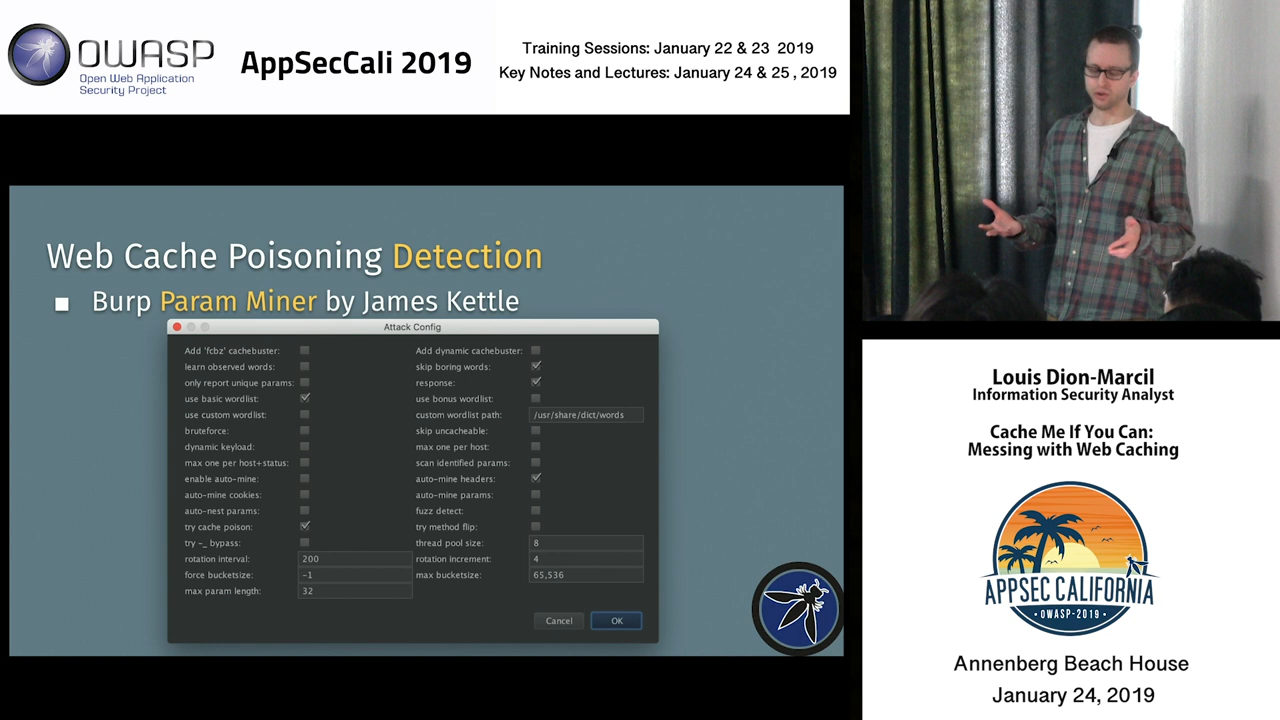 OWASP
Open Web Application
Security Project
AppSecCali 2019
Training Sessions: January 22 & 23 2019
Key Notes and Lectures: January 24 & 25 , 2019
Web Cache Poisoning Detection
Burp Param Miner by James Kettle
Attack Config
Add 'fcbz' cachebuster:
Add dynamic cachebuster:
learn observed words:
skip boring words:
only report unique params:
response:
use basic wordlist:
use bonus wordlist:
use custom wordlist:
custom wordlist path: /usr/share/dict/words
bruteforce:
skip uncacheable:
dynamic keyload:
max one per host:
max one per host+status:
scan identified params:
enable auto-mine:
auto-mine headers:
auto-mine cookies:
auto-mine params:
auto-nest params:
fuzz detect:
try cache poison:
try method flip:
try -_ bypass:
thread pool size: 8
rotation interval: 200
rotation increment: 4
force bucketsize: -1
max bucketsize: 65,536
max param length: 32
Cancel
OK
Louis Dion-Marcil
Information Security Analyst
Cache Me If You Can:
Messing with Web Caching
APPSEC CALIFORNIA
• OWASP-2019 •
Annenberg Beach House
January 24, 2019